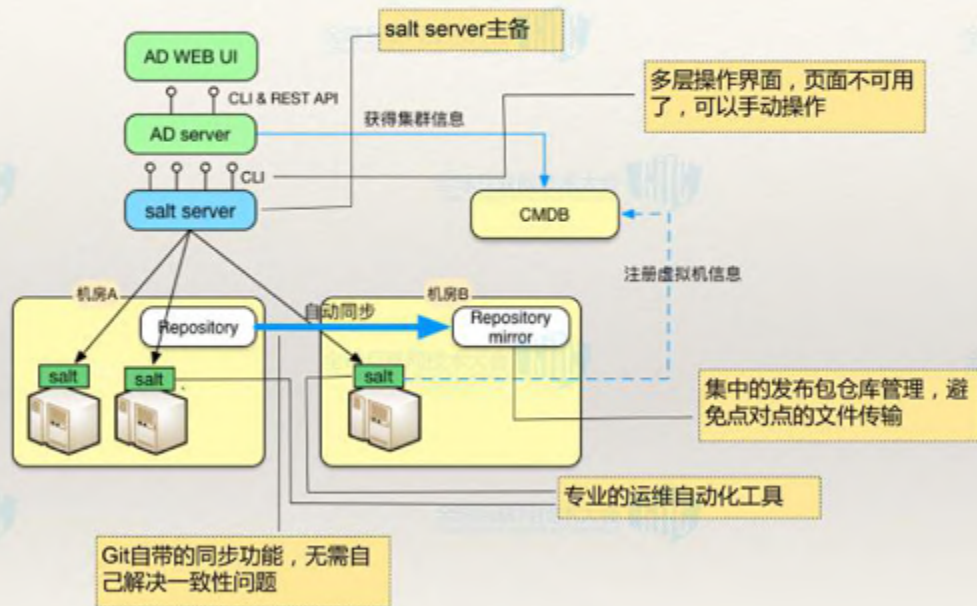 salt server主备
AD WEB UI
多层操作界面，页面不可用
了，可以手动操作
CLI & REST API
AD server
获得集群信息
CLI
salt server
CMDB
注册虚拟机信息
机房A
机房B
Repository
自动同步
Repository
mirror
salt
salt
salt
集中的发布包仓库管理，避
免点对点的文件传输
专业的运维自动化工具
Git自带的同步功能，无需自
己解决一致性问题